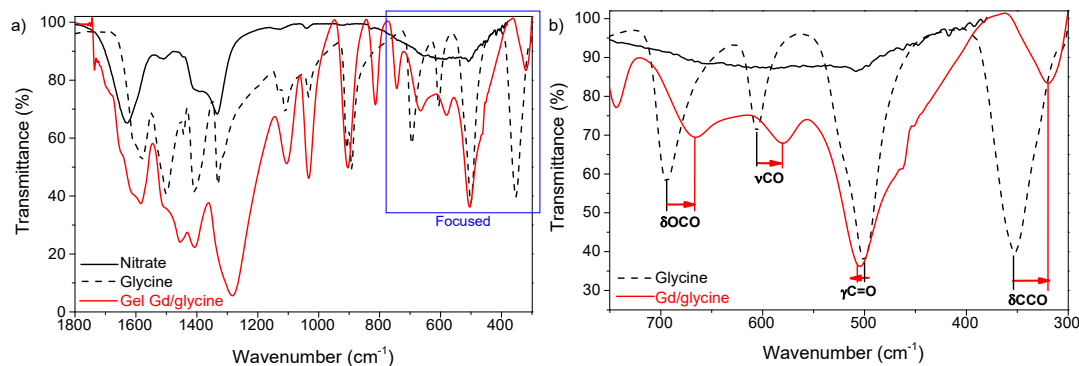 a)
Transmittance (%)
100
80
60
40
20
0
Focused
Nitrate
Glycine
Gel Gd/glycine
1800 1600 1400 1200 1000 800 600 400
Wavenumber (cm⁻¹)
b)
Transmittance (%)
100
90
80
70
60
50
40
30
δOCO
νCO
γC=O
δCCO
Glycine
Gd/glycine
700 600 500 400 300
Wavenumber (cm⁻¹)